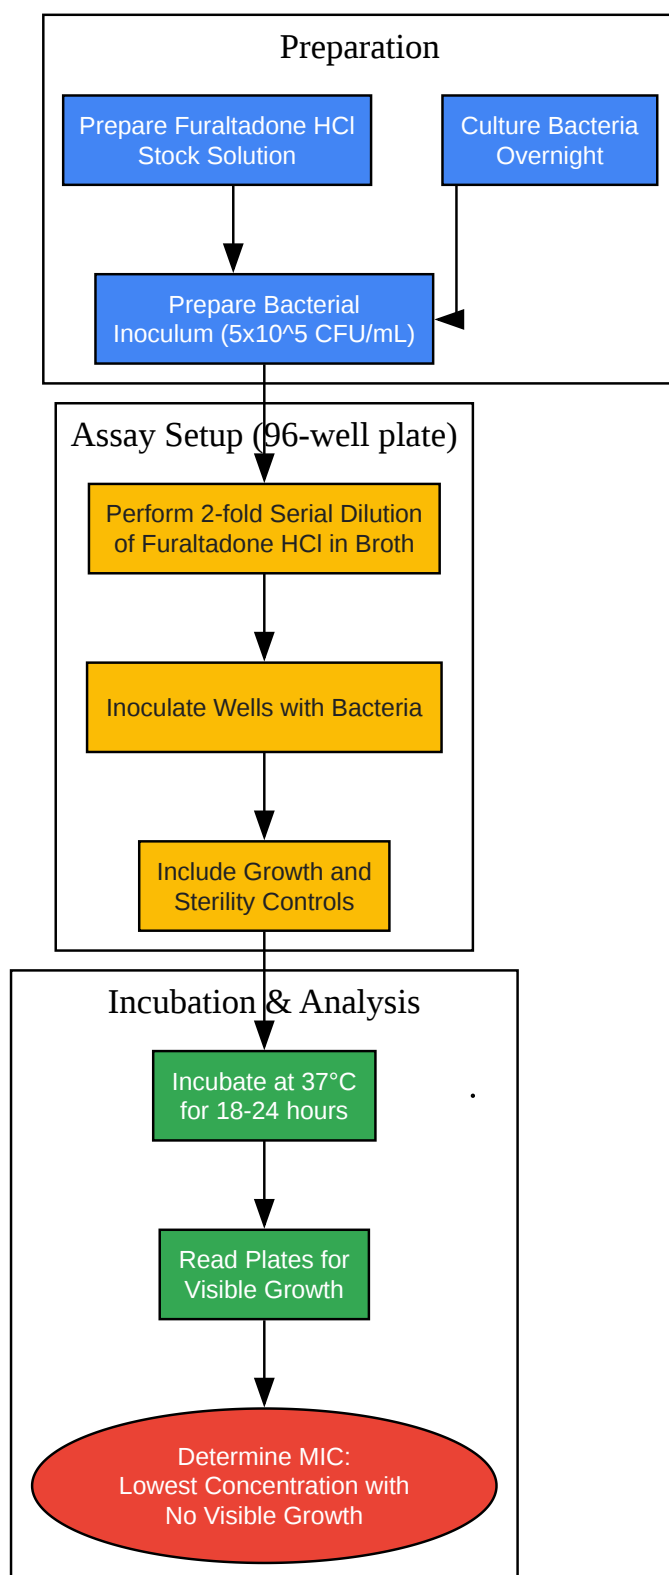 Preparation
Prepare Furaltadone HCl
Stock Solution
Culture Bacteria
Overnight
Prepare Bacterial
Inoculum (5x10^5 CFU/mL)
Assay Setup (96-well plate)
Perform 2-fold Serial Dilution
of Furaltadone HCl in Broth
Inoculate Wells with Bacteria
Include Growth and
Sterility Controls
Incubation & Analysis
Incubate at 37°C
for 18-24 hours
.
Read Plates for
Visible Growth
Determine MIC:
Lowest Concentration with
No Visible Growth